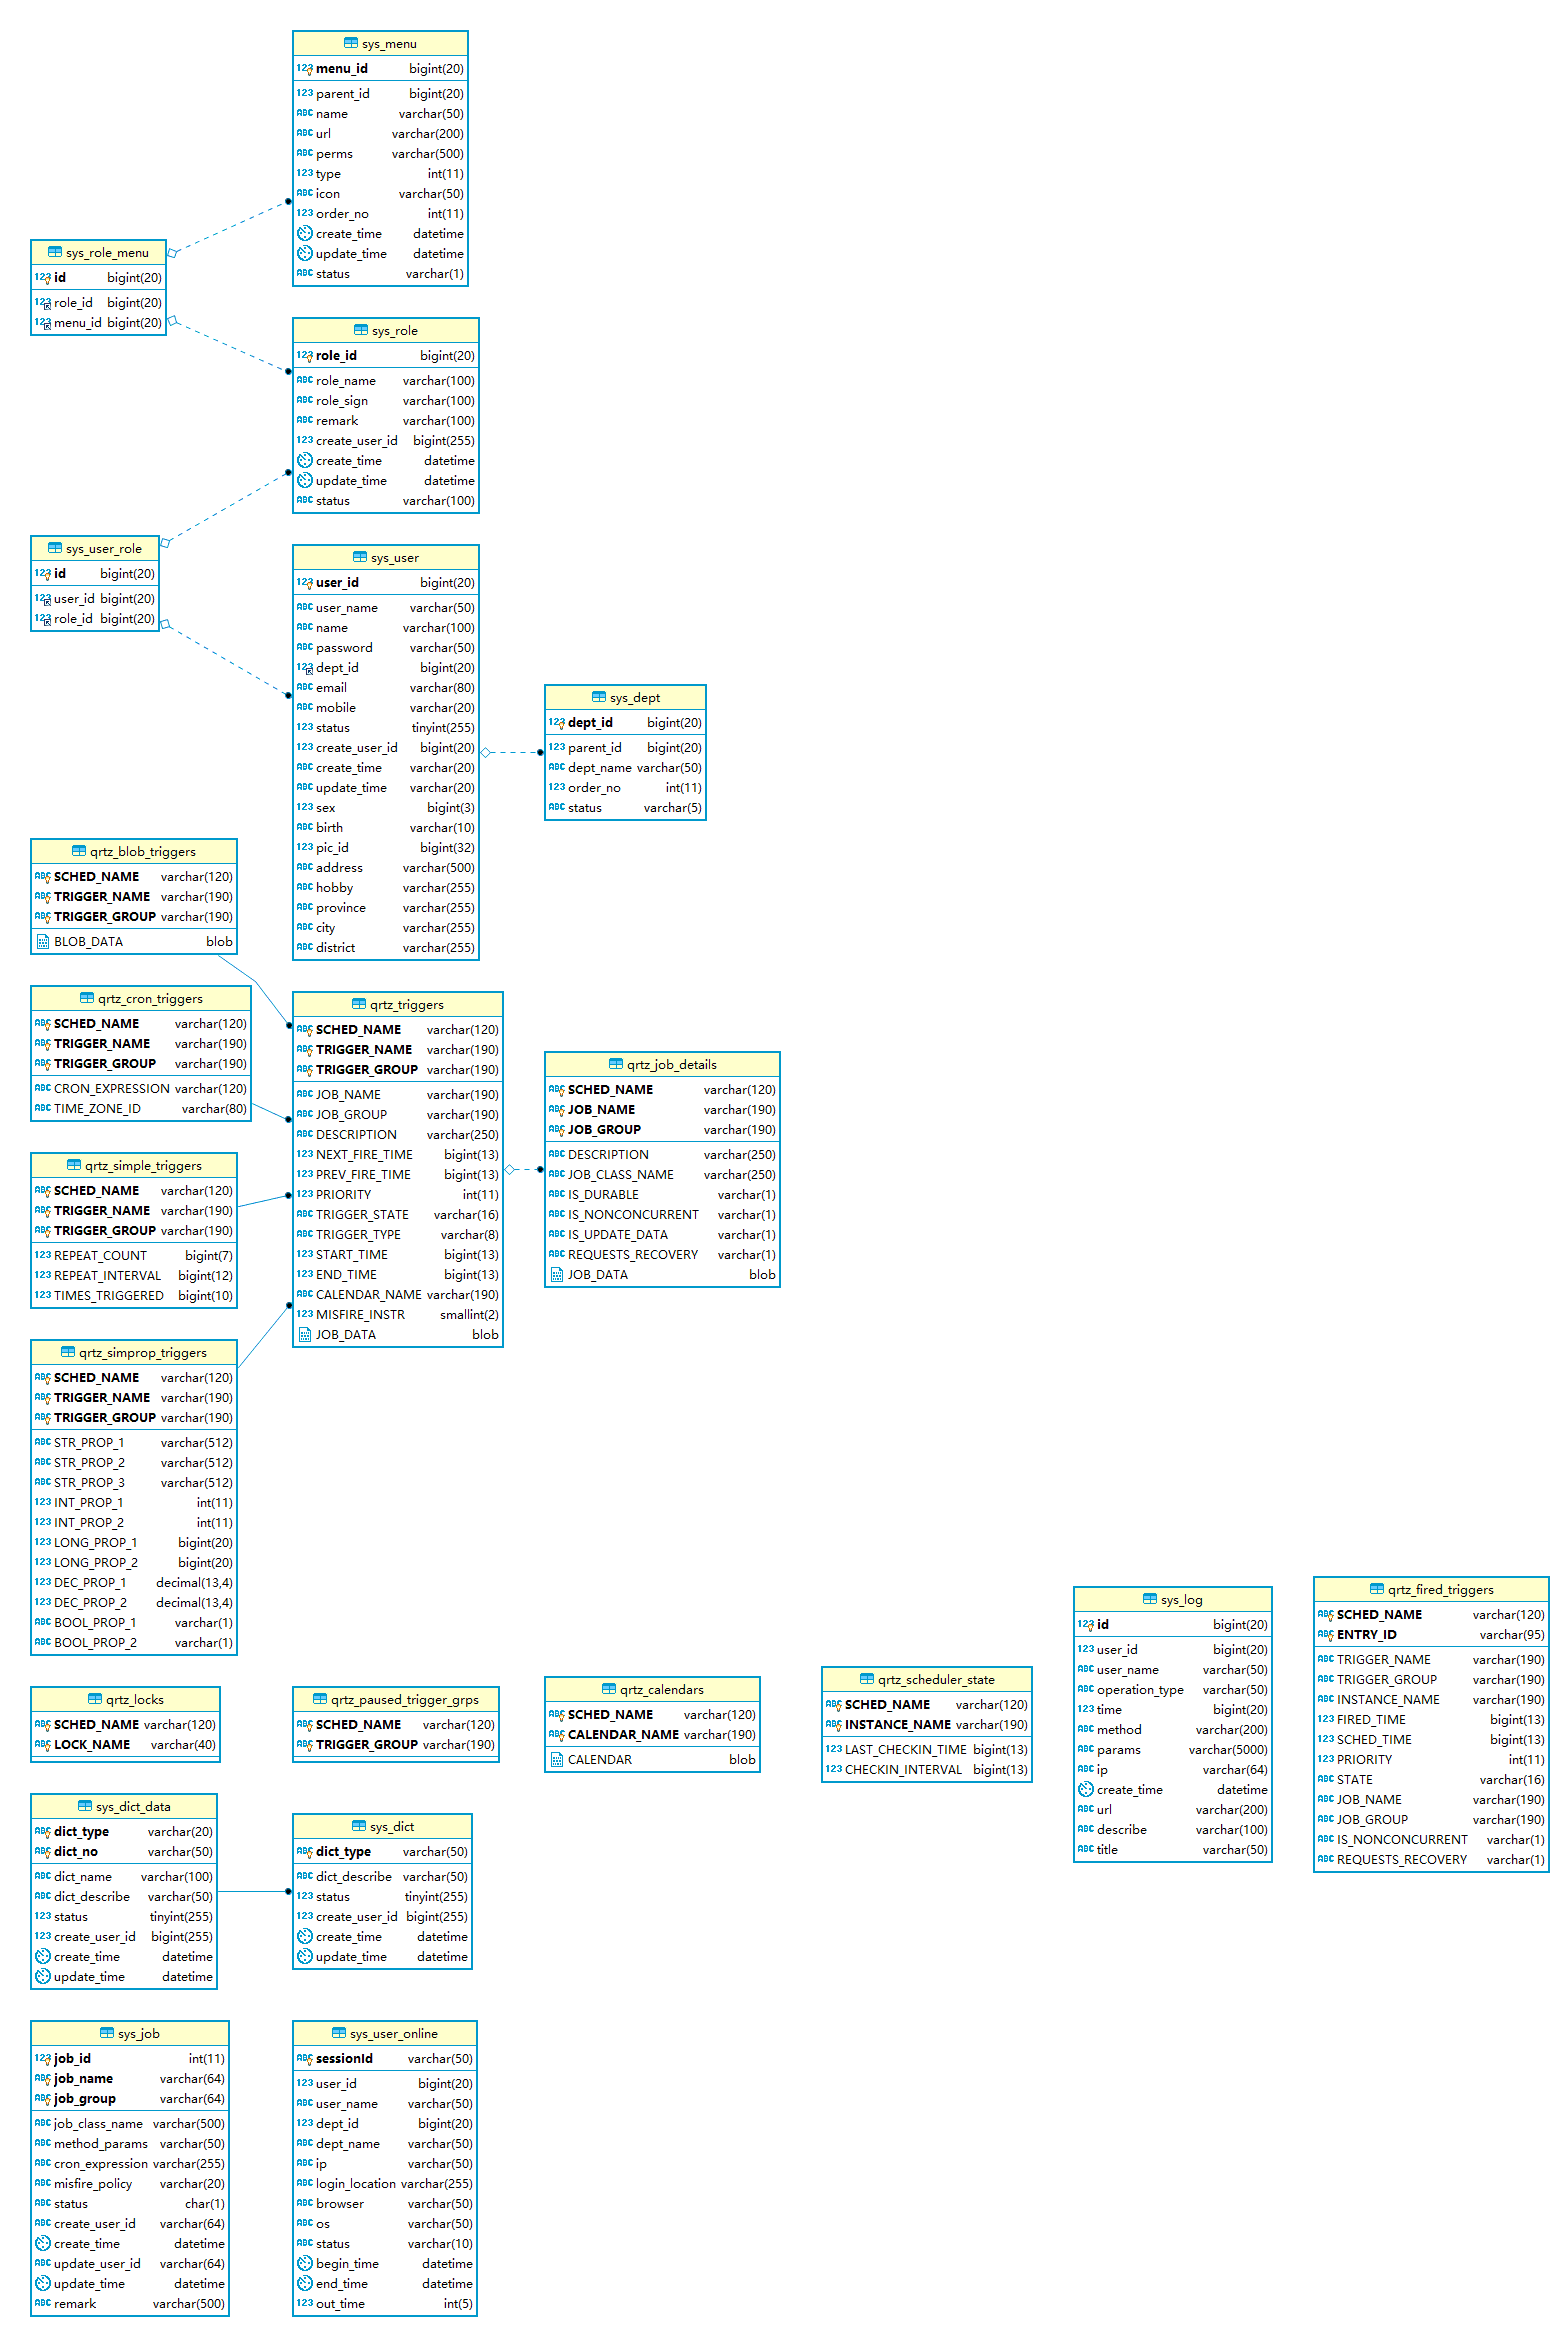 sys_menu
menu_id bigint(20)
parent_id bigint(20)
name varchar(50)
url varchar(200)
perms varchar(500)
type int(11)
icon varchar(50)
order_no int(11)
create_time datetime
update_time datetime
status varchar(1)
sys_role_menu
id bigint(20)
role_id bigint(20)
menu_id bigint(20)
sys_role
role_id bigint(20)
role_name varchar(100)
role_sign varchar(100)
remark varchar(100)
create_user_id bigint(255)
create_time datetime
update_time datetime
status varchar(100)
sys_user_role
id bigint(20)
user_id bigint(20)
role_id bigint(20)
sys_user
user_id bigint(20)
user_name varchar(50)
name varchar(100)
password varchar(50)
dept_id bigint(20)
email varchar(80)
mobile varchar(20)
status tinyint(255)
create_user_id bigint(20)
create_time varchar(20)
update_time varchar(20)
sex bigint(3)
birth varchar(10)
pic_id bigint(32)
address varchar(500)
hobby varchar(255)
province varchar(255)
city varchar(255)
district varchar(255)
sys_dept
dept_id bigint(20)
parent_id bigint(20)
dept_name varchar(50)
order_no int(11)
status varchar(5)
qrtz_blob_triggers
SCHED_NAME varchar(120)
TRIGGER_NAME varchar(190)
TRIGGER_GROUP varchar(190)
BLOB_DATA blob
qrtz_cron_triggers
SCHED_NAME varchar(120)
TRIGGER_NAME varchar(190)
TRIGGER_GROUP varchar(190)
CRON_EXPRESSION varchar(120)
TIME_ZONE_ID varchar(80)
qrtz_triggers
SCHED_NAME varchar(120)
TRIGGER_NAME varchar(190)
TRIGGER_GROUP varchar(190)
JOB_NAME varchar(190)
JOB_GROUP varchar(190)
DESCRIPTION varchar(250)
NEXT_FIRE_TIME bigint(13)
PREV_FIRE_TIME bigint(13)
PRIORITY int(11)
TRIGGER_STATE varchar(16)
TRIGGER_TYPE varchar(8)
START_TIME bigint(13)
END_TIME bigint(13)
CALENDAR_NAME varchar(190)
MISFIRE_INSTR smallint(2)
JOB_DATA blob
qrtz_job_details
SCHED_NAME varchar(120)
JOB_NAME varchar(190)
JOB_GROUP varchar(190)
DESCRIPTION varchar(250)
JOB_CLASS_NAME varchar(250)
IS_DURABLE varchar(1)
IS_NONCONCURRENT varchar(1)
IS_UPDATE_DATA varchar(1)
REQUESTS_RECOVERY varchar(1)
JOB_DATA blob
qrtz_simple_triggers
SCHED_NAME varchar(120)
TRIGGER_NAME varchar(190)
TRIGGER_GROUP varchar(190)
REPEAT_COUNT bigint(7)
REPEAT_INTERVAL bigint(12)
TIMES_TRIGGERED bigint(10)
qrtz_simprop_triggers
SCHED_NAME varchar(120)
TRIGGER_NAME varchar(190)
TRIGGER_GROUP varchar(190)
STR_PROP_1 varchar(512)
STR_PROP_2 varchar(512)
STR_PROP_3 varchar(512)
INT_PROP_1 int(11)
INT_PROP_2 int(11)
LONG_PROP_1 bigint(20)
LONG_PROP_2 bigint(20)
DEC_PROP_1 decimal(13,4)
DEC_PROP_2 decimal(13,4)
BOOL_PROP_1 varchar(1)
BOOL_PROP_2 varchar(1)
qrtz_locks
SCHED_NAME varchar(120)
LOCK_NAME varchar(40)
qrtz_paused_trigger_grps
SCHED_NAME varchar(120)
TRIGGER_GROUP varchar(190)
qrtz_calendars
SCHED_NAME varchar(120)
CALENDAR_NAME varchar(190)
CALENDAR blob
qrtz_scheduler_state
SCHED_NAME varchar(120)
INSTANCE_NAME varchar(190)
LAST_CHECKIN_TIME bigint(13)
CHECKIN_INTERVAL bigint(13)
sys_log
id bigint(20)
user_id bigint(20)
user_name varchar(50)
operation_type varchar(50)
time bigint(20)
method varchar(200)
params varchar(5000)
ip varchar(64)
create_time datetime
url varchar(200)
describe varchar(100)
title varchar(50)
qrtz_fired_triggers
SCHED_NAME varchar(120)
ENTRY_ID varchar(95)
TRIGGER_NAME varchar(190)
TRIGGER_GROUP varchar(190)
INSTANCE_NAME varchar(190)
FIRED_TIME bigint(13)
SCHED_TIME bigint(13)
PRIORITY int(11)
STATE varchar(16)
JOB_NAME varchar(190)
JOB_GROUP varchar(190)
IS_NONCONCURRENT varchar(1)
REQUESTS_RECOVERY varchar(1)
sys_dict_data
dict_type varchar(20)
dict_no varchar(50)
dict_name varchar(100)
dict_describe varchar(50)
status tinyint(255)
create_user_id bigint(255)
create_time datetime
update_time datetime
sys_dict
dict_type varchar(50)
dict_describe varchar(50)
status tinyint(255)
create_user_id bigint(255)
create_time datetime
update_time datetime
sys_job
job_id int(11)
job_name varchar(64)
job_group varchar(64)
job_class_name varchar(500)
method_params varchar(50)
cron_expression varchar(255)
misfire_policy varchar(20)
status char(1)
create_user_id varchar(64)
create_time datetime
update_user_id varchar(64)
update_time datetime
remark varchar(500)
sys_user_online
sessionId varchar(50)
user_id bigint(20)
user_name varchar(50)
dept_id bigint(20)
dept_name varchar(50)
ip varchar(50)
login_location varchar(255)
browser varchar(50)
os varchar(50)
status varchar(10)
begin_time datetime
end_time datetime
out_time int(5)